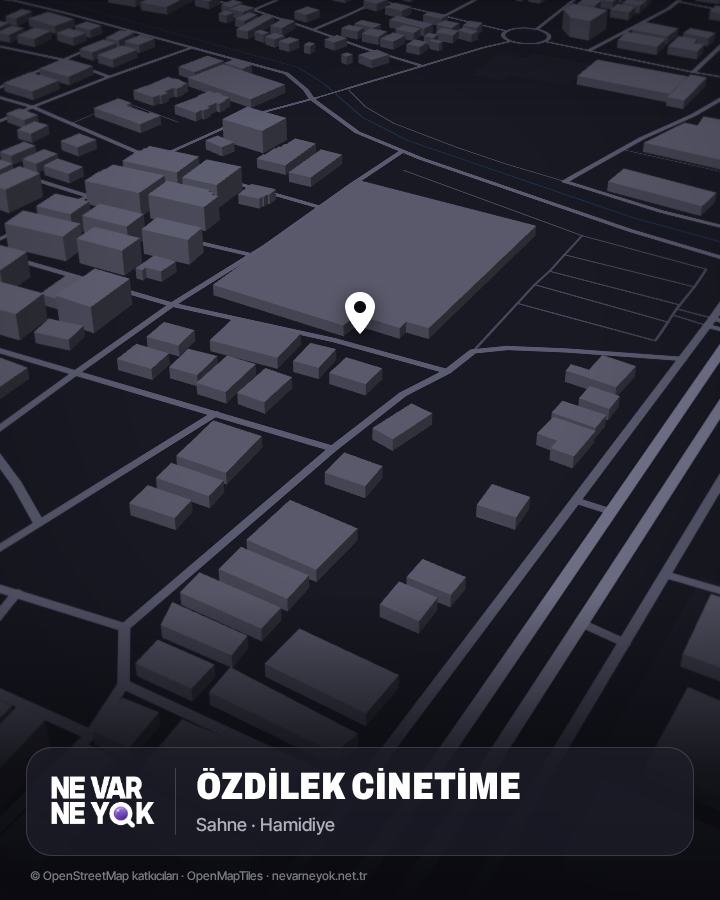 NE VAR
NE YOK
ÖZDİLEK CİNETİME
Sahne · Hamidiye
© OpenStreetMap katkıcıları · OpenMapTiles · nevarneyok.net.tr